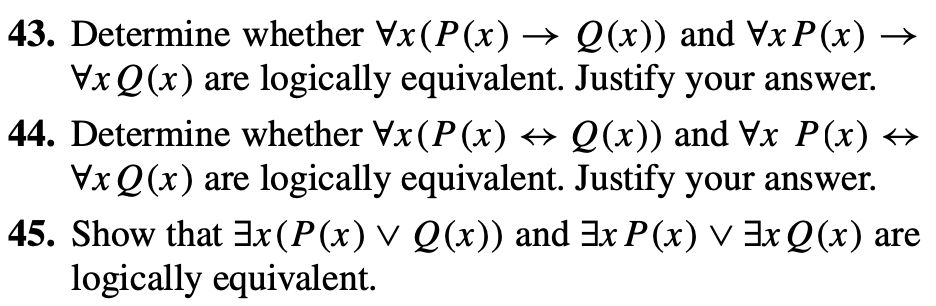 43. Determine whether ∀x(P(x) → Q(x)) and ∀x P(x) →
∀x Q(x) are logically equivalent. Justify your answer.
44. Determine whether ∀x(P(x) ↔ Q(x)) and ∀x P(x) ↔
∀x Q(x) are logically equivalent. Justify your answer.
45. Show that ∃x(P(x) ∨ Q(x)) and ∃x P(x) ∨ ∃x Q(x) are
logically equivalent.